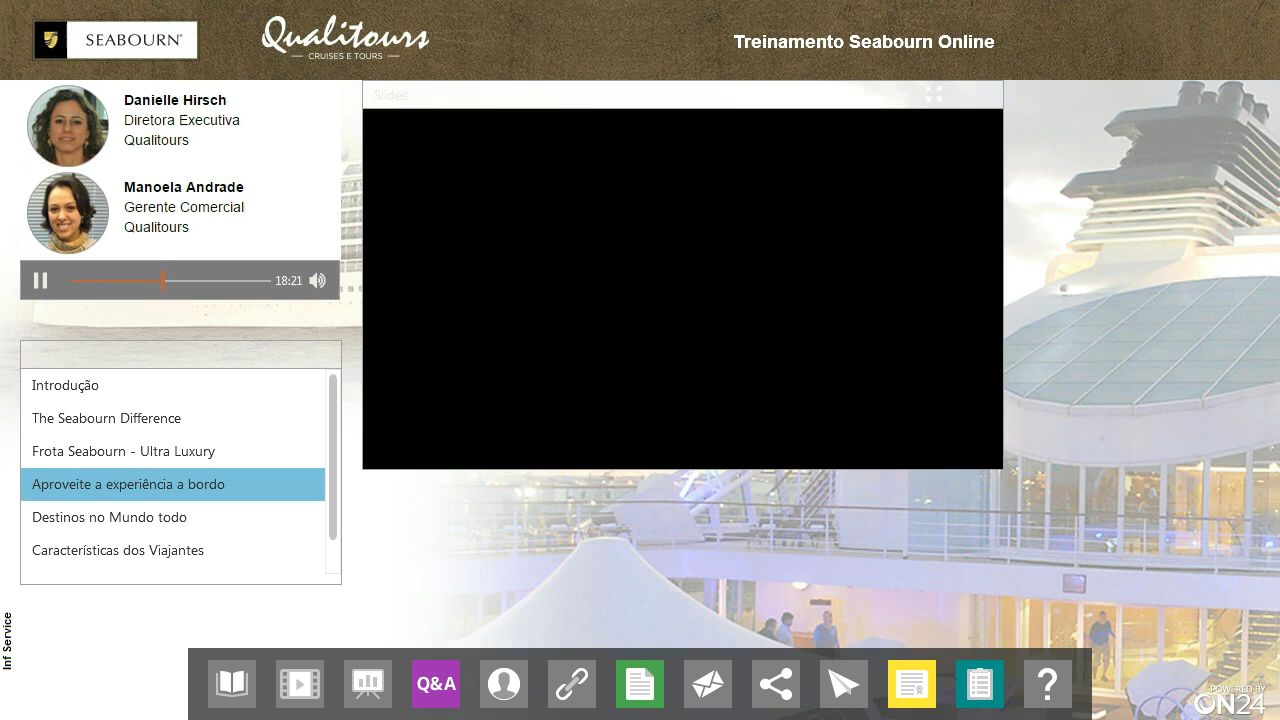 SEABOURN®
Qualitours
CRUISES E TOURS
Treinamento Seabourn Online
Danielle Hirsch
Diretora Executiva
Qualitours
Manoela Andrade
Gerente Comercial
Qualitours
18:21
Slides
Introdução
The Seabourn Difference
Frota Seabourn - Ultra Luxury
Aproveite a experiência a bordo
Destinos no Mundo todo
Características dos Viajantes
Inf Service
Q&A
?
POWERED BY
ON24